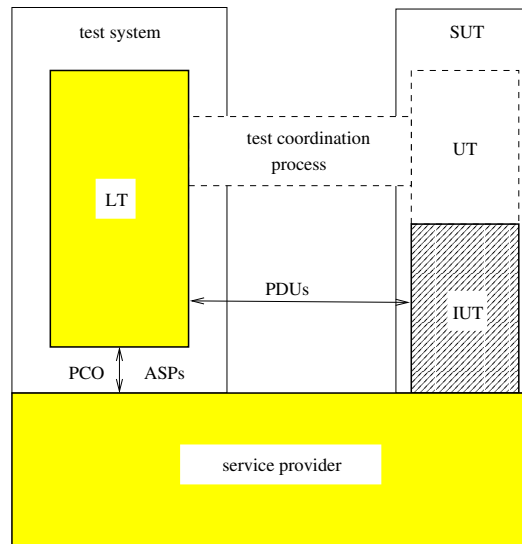 test system
SUT
test coordination
process
UT
LT
PDUs
IUT
PCO
ASPs
service provider